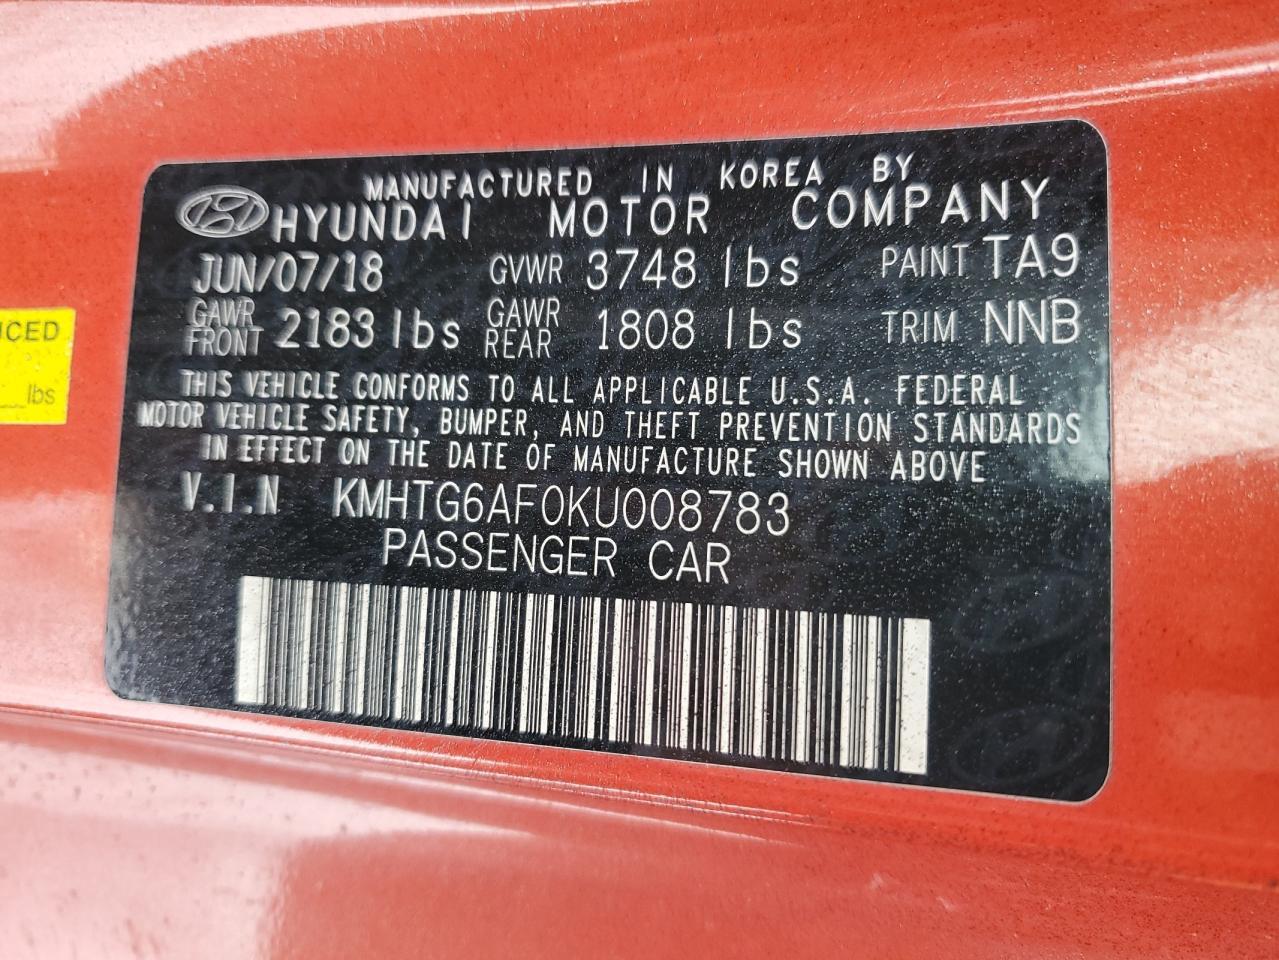 MANUFACTURED IN KOREA BY
HYUNDAI MOTOR COMPANY
JUN/07/18 GVWR 3748 lbs PAINT TA9
GAWR FRONT 2183 lbs GAWR REAR 1808 lbs TRIM NNB
THIS VEHICLE CONFORMS TO ALL APPLICABLE U.S.A. FEDERAL
MOTOR VEHICLE SAFETY, BUMPER, AND THEFT PREVENTION STANDARDS
IN EFFECT ON THE DATE OF MANUFACTURE SHOWN ABOVE
V.I.N KMHTG6AF0KU008783
PASSENGER CAR
lbs